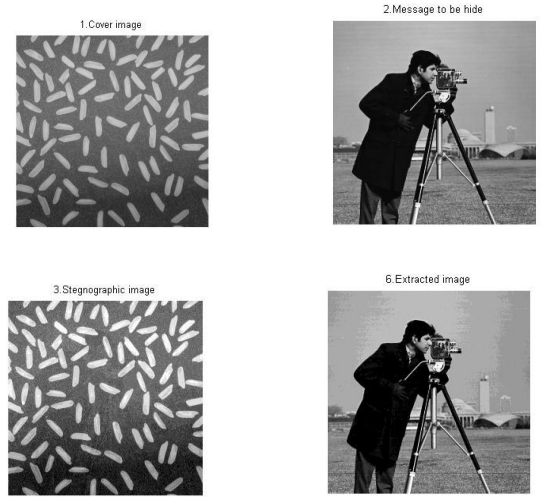 1.Cover image
2.Message to be hide
3.Stegnographic image
6.Extracted image